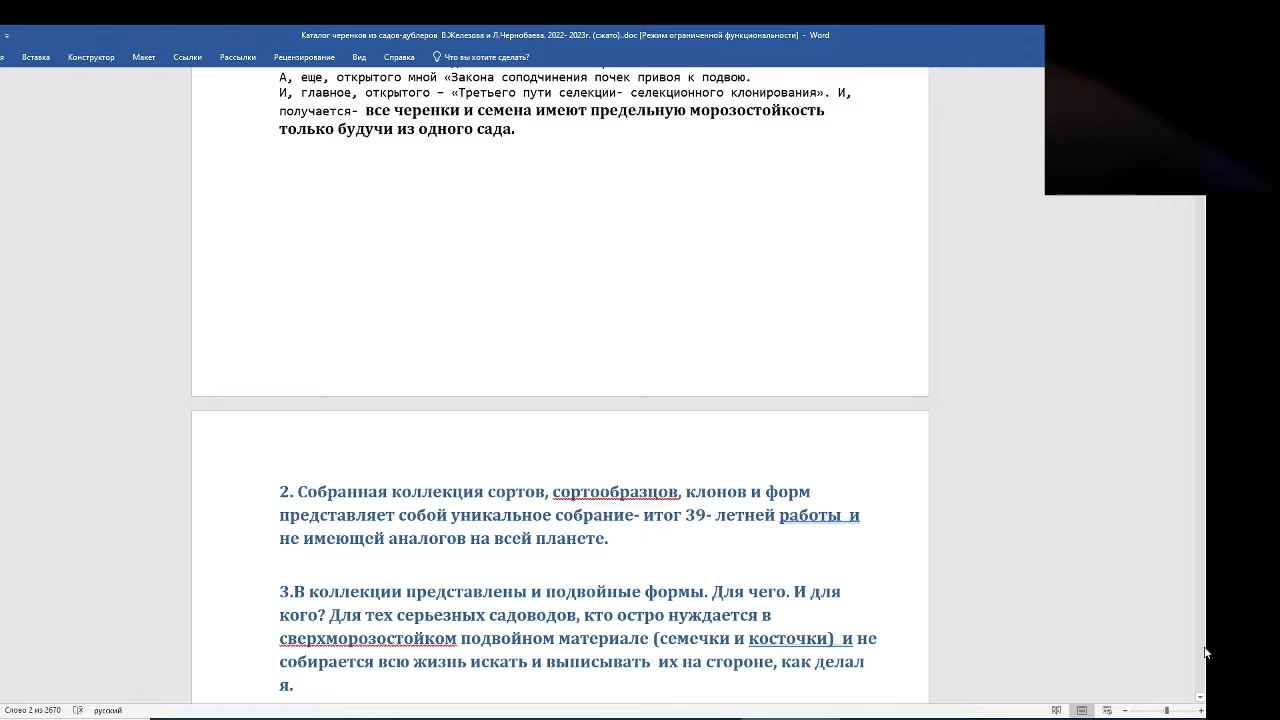 Каталог черенков из садов-дублеров В.Железова и Л.Чернобаева. 2022- 2023г. (сжато)..doc [Режим ограниченной функциональности] - Word
я Вставка Конструктор Макет Ссылки Рассылки Рецензирование Вид Справка Что вы хотите сделать?
А, еще, открытого мной «Закона соподчинения почек привоя к подвою.
И, главное, открытого – «Третьего пути селекции- селекционного клонирования». И,
получается- все черенки и семена имеют предельную морозостойкость
только будучи из одного сада.
2. Собранная коллекция сортов, сортообразцов, клонов и форм
представляет собой уникальное собрание- итог 39- летней работы и
не имеющей аналогов на всей планете.
3.В коллекции представлены и подвойные формы. Для чего. И для
кого? Для тех серьезных садоводов, кто остро нуждается в
сверхморозостойком подвойном материале (семечки и косточки) и не
собирается всю жизнь искать и выписывать их на стороне, как делал
я.
Слово 2 из 2670 русский